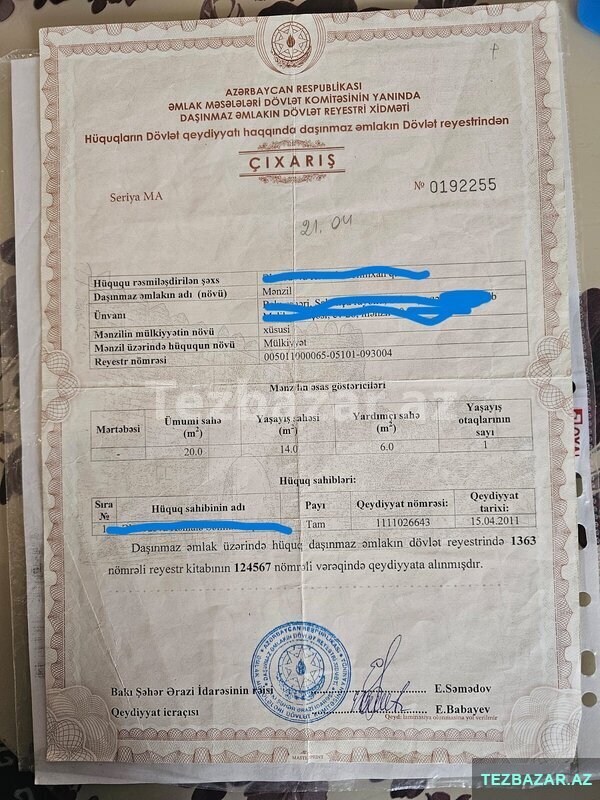 AZƏRBAYCAN RESPUBLİKASI
ƏMLAK MƏSƏLƏLƏRİ DÖVLƏT KOMİTƏSİNİN YANINDA
DAŞINMAZ ƏMLAKIN DÖVLƏT REYESTRİ XİDMƏTİ
Hüquqların Dövlət qeydiyyatı haqqında daşınmaz əmlakın Dövlət reyestrindən
ÇIXARIŞ
Seriya MA
№ 0192255
21.04
Hüququ rəsmiləşdirilən şəxs
Daşınmaz əmlakın adı (növü) Mənzil
Ünvanı
Mənzilin mülkiyyətin növü xüsusi
Mənzil üzərində hüququn növü Mülkiyyət
Reyestr nömrəsi 005011000065-05101-093004
Mənzilin əsas göstəriciləri
Tezbazar.az
Mərtəbəsi Ümumi sahə (m²) Yaşayış sahəsi (m²) Yardımçı sahə (m²) Yaşayış otaqlarının sayı
20.0 14.0 6.0 1
Hüquq sahibləri:
Sıra № Hüquq sahibinin adı Payı Qeydiyyat nömrəsi: Qeydiyyat tarixi:
1 Tam 1111026643 15.04.2011
Daşınmaz əmlak üzərində hüquq daşınmaz əmlakın dövlət reyestrində 1363
nömrəli reyestr kitabının 124567 nömrəli vərəqində qeydiyyata alınmışdır.
Bakı Şəhər Ərazi İdarəsinin rəisi E.Səmədov
Qeydiyyat icraçısı E.Babayev
Qeyd: laminasiya olunmasına yol verilmir
TEZBAZAR.AZ